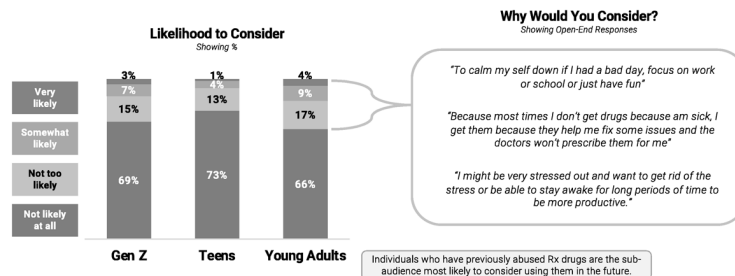 Why Would You Consider?
Showing Open-End Responses
Likelihood to Consider
Showing %
Very
likely
Somewhat
likely
Not too
likely
Not likely
at all
3%
7%
15%
69%
1%
4%
13%
73%
4%
9%
17%
66%
Gen Z
Teens
Young Adults
"To calm my self down if I had a bad day, focus on work
or school or just have fun"
"Because most times I don't get drugs because am sick, I
get them because they help me fix some issues and the
doctors won't prescribe them for me"
"I might be very stressed out and want to get rid of the
stress or be able to stay awake for long periods of time to
be more productive."
Individuals who have previously abused Rx drugs are the sub-
audience most likely to consider using them in the future.